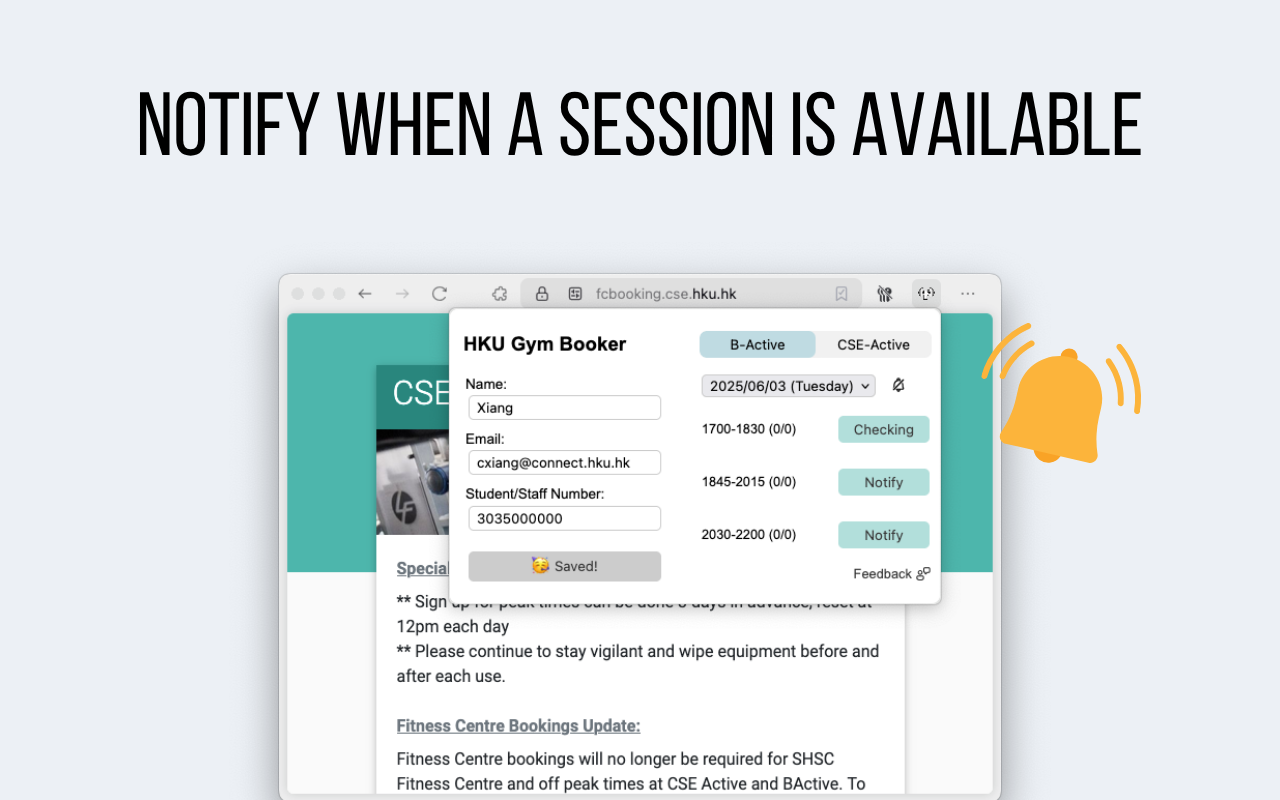 NOTIFY WHEN A SESSION IS AVAILABLE
fcbooking.cse.hku.hk
HKU Gym Booker
B-Active
CSE-Active
Name:
Xiang
Email:
cxiang@connect.hku.hk
Student/Staff Number:
3035000000
🥳 Saved!
2025/06/03 (Tuesday)
1700-1830 (0/0)
Checking
1845-2015 (0/0)
Notify
2030-2200 (0/0)
Notify
Feedback
CSE
LF
Special
** Sign up for peak times can be done 3 days in advance, reset at
12pm each day
** Please continue to stay vigilant and wipe equipment before and
after each use.
Fitness Centre Bookings Update:
Fitness Centre bookings will no longer be required for SHSC
Fitness Centre and off peak times at CSE Active and BActive. To